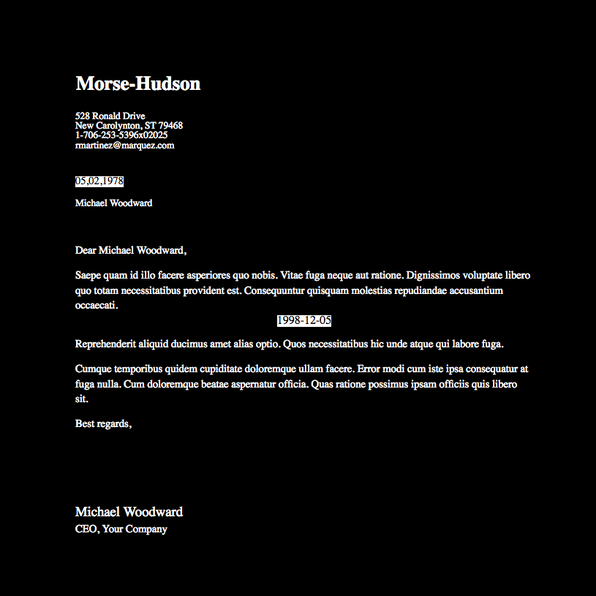 Morse-Hudson
528 Ronald Drive
New Carolynton, ST 79468
1-706-253-5396x02025
rmartinez@marquez.com
05,02,1978
Michael Woodward
Dear Michael Woodward,
Saepe quam id illo facere asperiores quo nobis. Vitae fuga neque aut ratione. Dignissimos voluptate libero
quo totam necessitatibus provident est. Consequuntur quisquam molestias repudiandae accusantium
occaecati.
1998-12-05
Reprehenderit aliquid ducimus amet alias optio. Quos necessitatibus hic unde atque qui labore fuga.
Cumque temporibus quidem cupiditate doloremque ullam facere. Error modi cum iste ipsa consequatur at
fuga nulla. Cum doloremque beatae aspernatur officia. Quas ratione possimus ipsam officiis quis libero
sit.
Best regards,
Michael Woodward
CEO, Your Company